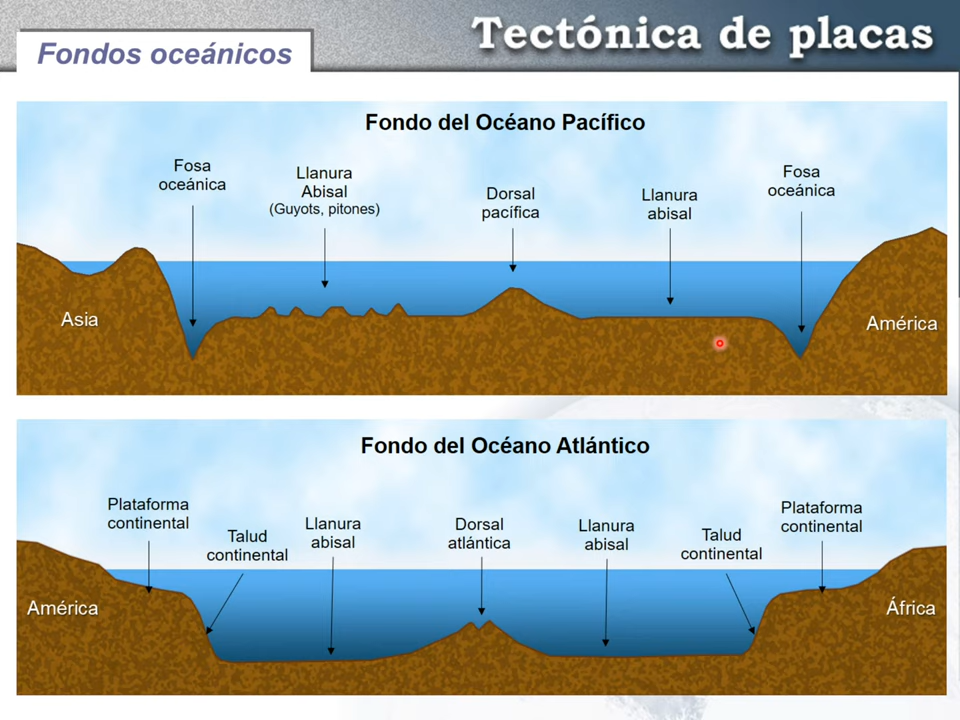 Tectónica de placas
Fondos oceánicos
Fondo del Océano Pacífico
Fosa
oceánica
Llanura
Abisal
(Guyots, pitones)
Dorsal
pacífica
Llanura
abisal
Fosa
oceánica
Asia
América
Fondo del Océano Atlántico
Plataforma
continental
Talud
continental
Llanura
abisal
Dorsal
atlántica
Llanura
abisal
Talud
continental
Plataforma
continental
América
África